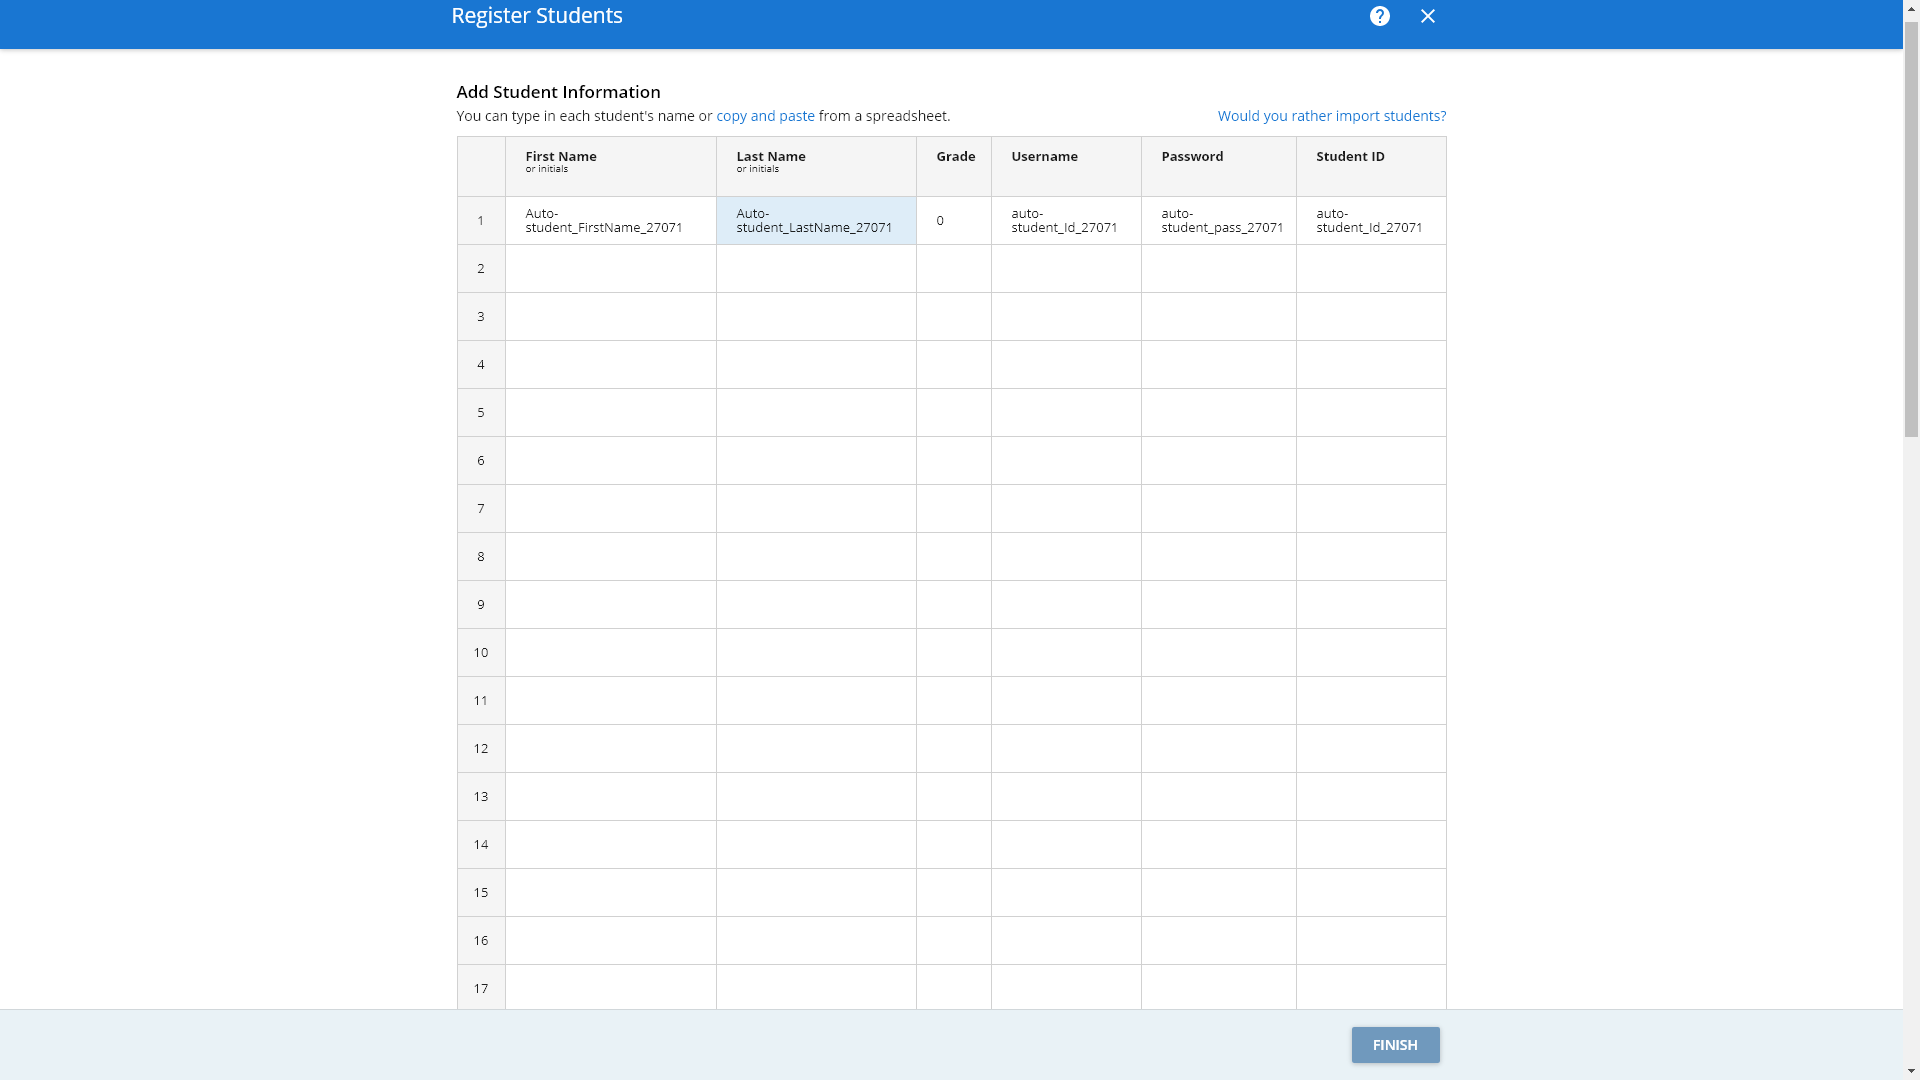 Register Students
Add Student Information
You can type in each student's name or copy and paste from a spreadsheet.
Would you rather import students?
First Name
or initials
Last Name
or initials
Grade
Username
Password
Student ID
1
Auto-
student_FirstName_27071
Auto-
student_LastName_27071
0
auto-
student_Id_27071
auto-
student_pass_27071
auto-
student_Id_27071
2
3
4
5
6
7
8
9
10
11
12
13
14
15
16
17
FINISH